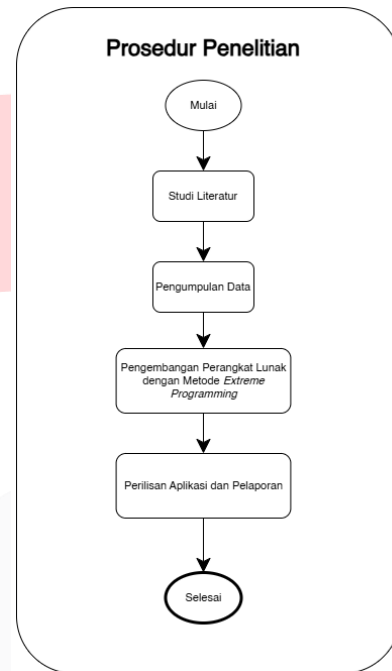 Prosedur Penelitian
Mulai
Studi Literatur
Pengumpulan Data
Pengembangan Perangkat Lunak
dengan Metode Extreme
Programming
Perilisan Aplikasi dan Pelaporan
Selesai